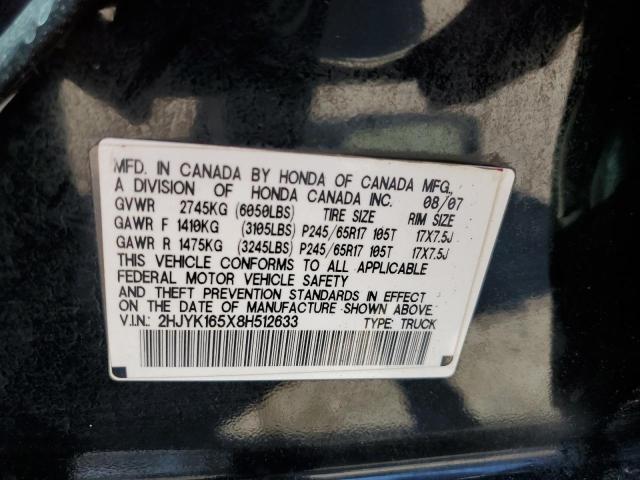 MFD. IN CANADA BY HONDA OF CANADA MFG.,
A DIVISION OF HONDA CANADA INC. 08/07
GVWR 2745KG (6050LBS) TIRE SIZE RIM SIZE
GAWR F 1410KG (3105LBS) P245/65R17 105T 17X7.5J
GAWR R 1475KG (3245LBS) P245/65R17 105T 17X7.5J
THIS VEHICLE CONFORMS TO ALL APPLICABLE
FEDERAL MOTOR VEHICLE SAFETY
AND THEFT PREVENTION STANDARDS IN EFFECT
ON THE DATE OF MANUFACTURE SHOWN ABOVE.
V.I.N.: 2HJYK165X8H512633 TYPE: TRUCK